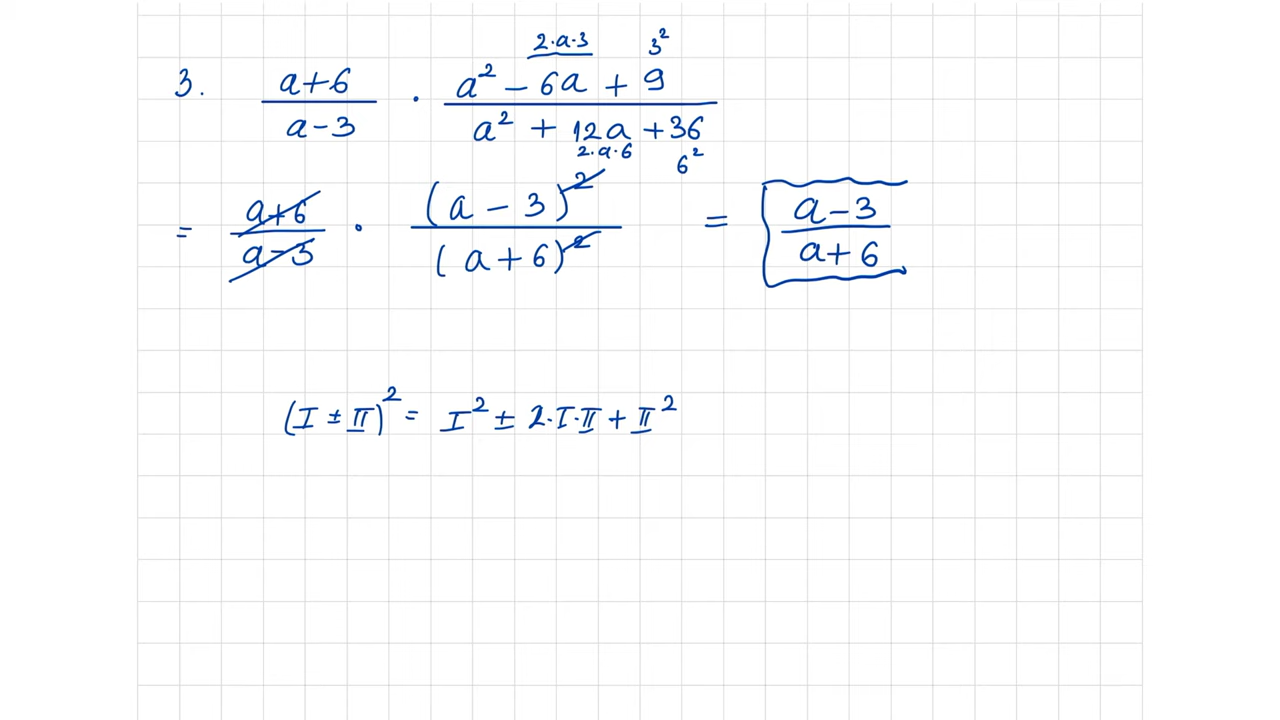 2·a·3 3²
3. (a+6)/(a-3) · (a² - 6a + 9)/(a² + 12a + 36)
2·a·6 6²
= (a+6)/(a-3) · (a - 3)²/(a + 6)² = (a-3)/(a+6)
(I ± II)² = I² ± 2·I·II + II²